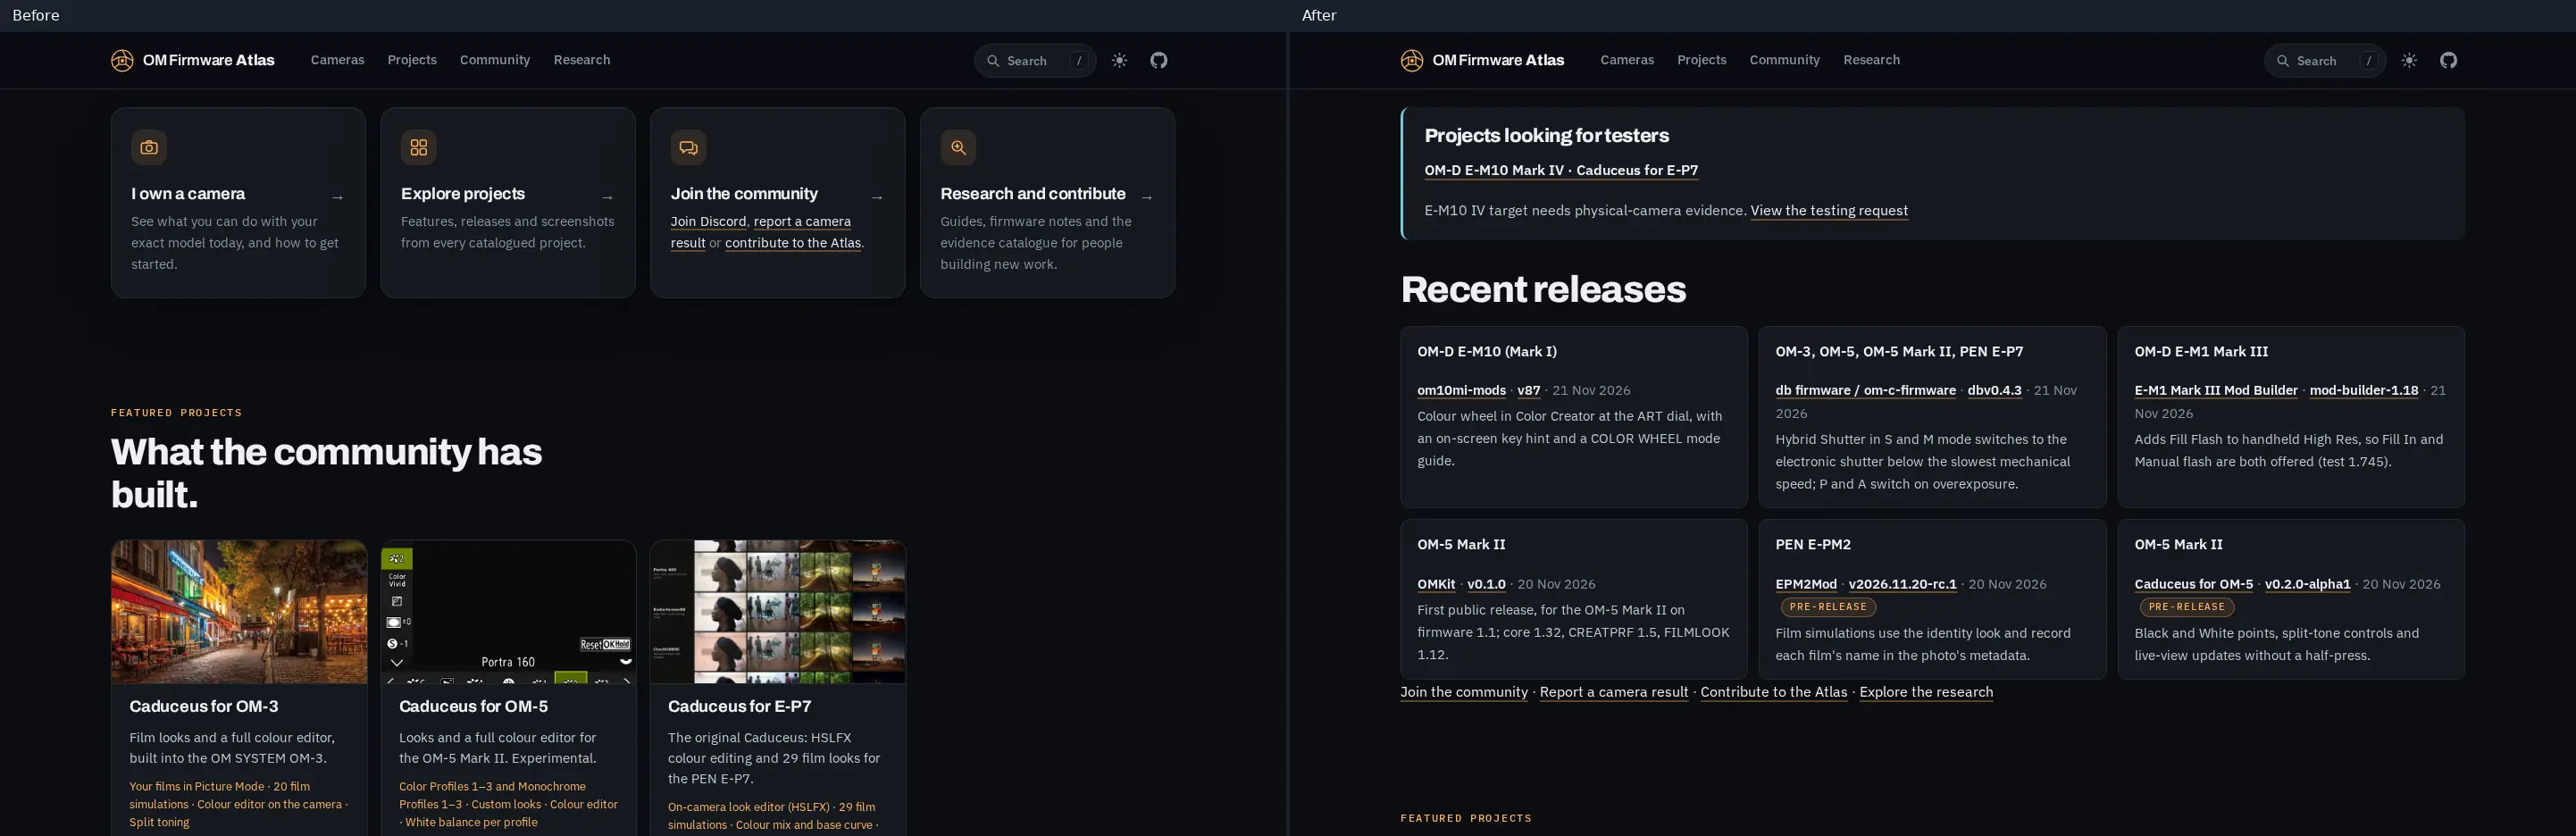 Before
OM Firmware Atlas
Cameras
Projects
Community
Research
Search
/
I own a camera →
See what you can do with your
exact model today, and how to get
started.
Explore projects →
Features, releases and screenshots
from every catalogued project.
Join the community →
Join Discord, report a camera
result or contribute to the Atlas.
Research and contribute →
Guides, firmware notes and the
evidence catalogue for people
building new work.
FEATURED PROJECTS
What the community has
built.
2
Color
Vivid
±0
S -1
Reset OK Hold
Portra 160
Portra 400
Caduceus for OM-3
Film looks and a full colour editor,
built into the OM SYSTEM OM-3.
Your films in Picture Mode · 20 film
simulations · Colour editor on the camera ·
Split toning
Caduceus for OM-5
Looks and a full colour editor for
the OM-5 Mark II. Experimental.
Color Profiles 1–3 and Monochrome
Profiles 1–3 · Custom looks · Colour editor
· White balance per profile
Caduceus for E-P7
The original Caduceus: HSLFX
colour editing and 29 film looks for
the PEN E-P7.
On-camera look editor (HSLFX) · 29 film
simulations · Colour mix and base curve ·
After
OM Firmware Atlas
Cameras
Projects
Community
Research
Search
/
Projects looking for testers
OM-D E-M10 Mark IV · Caduceus for E-P7
E-M10 IV target needs physical-camera evidence. View the testing request
Recent releases
OM-D E-M10 (Mark I)
om10mi-mods · v87 · 21 Nov 2026
Colour wheel in Color Creator at the ART dial, with
an on-screen key hint and a COLOR WHEEL mode
guide.
OM-3, OM-5, OM-5 Mark II, PEN E-P7
db firmware / om-c-firmware · dbv0.4.3 · 21 Nov
2026
Hybrid Shutter in S and M mode switches to the
electronic shutter below the slowest mechanical
speed; P and A switch on overexposure.
OM-D E-M1 Mark III
E-M1 Mark III Mod Builder · mod-builder-1.18 · 21
Nov 2026
Adds Fill Flash to handheld High Res, so Fill In and
Manual flash are both offered (test 1.745).
OM-5 Mark II
OMKit · v0.1.0 · 20 Nov 2026
First public release, for the OM-5 Mark II on
firmware 1.1; core 1.32, CREATPRF 1.5, FILMLOOK
1.12.
PEN E-PM2
EPM2Mod · v2026.11.20-rc.1 · 20 Nov 2026
PRE-RELEASE
Film simulations use the identity look and record
each film's name in the photo's metadata.
OM-5 Mark II
Caduceus for OM-5 · v0.2.0-alpha1 · 20 Nov 2026
PRE-RELEASE
Black and White points, split-tone controls and
live-view updates without a half-press.
Join the community · Report a camera result · Contribute to the Atlas · Explore the research
FEATURED PROJECTS